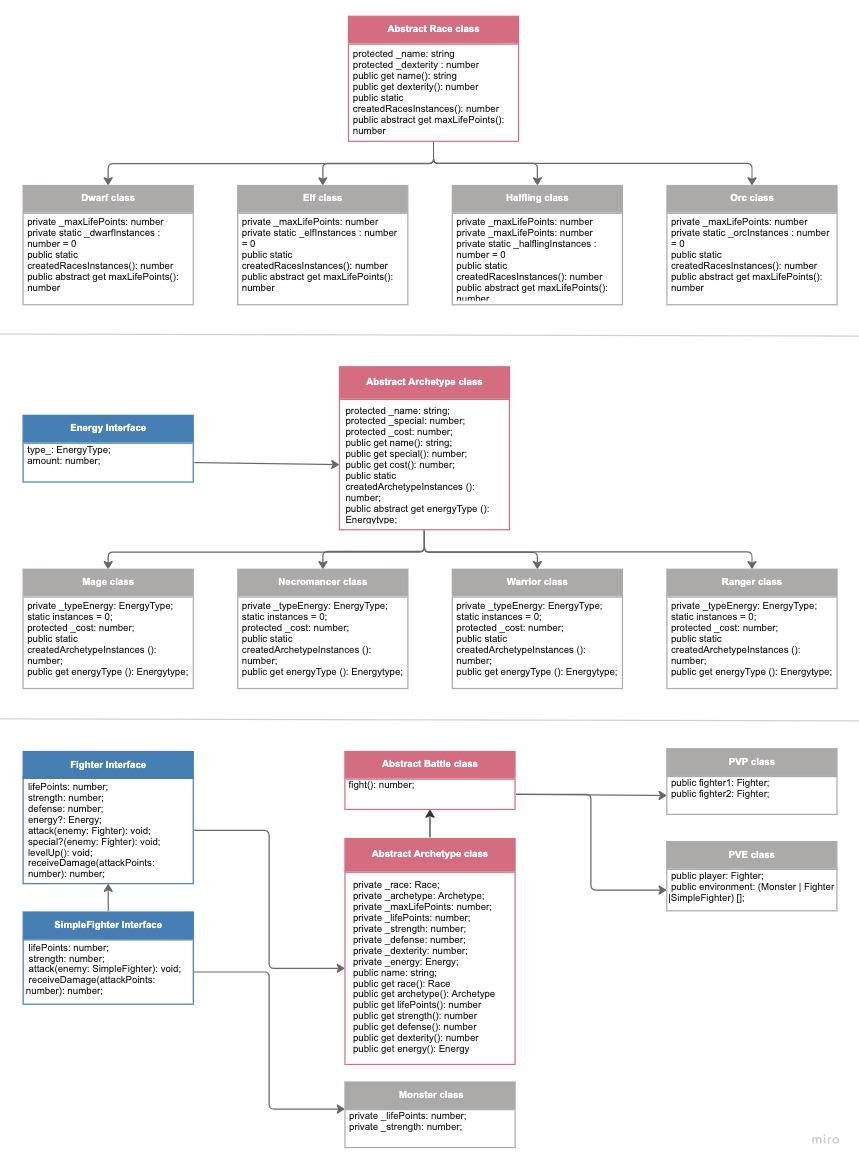 Abstract Race class
protected _name: string
protected _dexterity : number
public get name(): string
public get dexterity(): number
public static
createdRacesInstances(): number
public abstract get maxLifePoints():
number
Dwarf class
private _maxLifePoints: number
private static _dwarfInstances :
number = 0
public static
createdRacesInstances(): number
public abstract get maxLifePoints():
number
Elf class
private _maxLifePoints: number
private static _elfInstances : number
= 0
public static
createdRacesInstances(): number
public abstract get maxLifePoints():
number
Halfling class
private _maxLifePoints: number
private _maxLifePoints: number
private static _halflingInstances :
number = 0
public static
createdRacesInstances(): number
public abstract get maxLifePoints():
number
Orc class
private _maxLifePoints: number
private static _orcInstances : number
= 0
public static
createdRacesInstances(): number
public abstract get maxLifePoints():
number
Energy Interface
type_: EnergyType;
amount: number;
Abstract Archetype class
protected _name: string;
protected _special: number;
protected _cost: number;
public get name(): string;
public get special(): number;
public get cost(): number;
public static
createdArchetypeInstances ():
number;
public abstract get energyType ():
Energytype;
Mage class
private _typeEnergy: EnergyType;
static instances = 0;
protected _cost: number;
public static
createdArchetypeInstances ():
number;
public get energyType (): Energytype;
Necromancer class
private _typeEnergy: EnergyType;
static instances = 0;
protected _cost: number;
public static
createdArchetypeInstances ():
number;
public get energyType (): Energytype;
Warrior class
private _typeEnergy: EnergyType;
static instances = 0;
protected _cost: number;
public static
createdArchetypeInstances ():
number;
public get energyType (): Energytype;
Ranger class
private _typeEnergy: EnergyType;
static instances = 0;
protected _cost: number;
public static
createdArchetypeInstances ():
number;
public get energyType (): Energytype;
Fighter Interface
lifePoints: number;
strength: number;
defense: number;
energy?: Energy;
attack(enemy: Fighter): void;
special?(enemy: Fighter): void;
levelUp(): void;
receiveDamage(attackPoints:
number): number;
SimpleFighter Interface
lifePoints: number;
strength: number;
attack(enemy: SimpleFighter): void;
receiveDamage(attackPoints:
number): number;
Abstract Battle class
fight(): number;
Abstract Archetype class
private _race: Race;
private _archetype: Archetype;
private _maxLifePoints: number;
private _lifePoints: number;
private _strength: number;
private _defense: number;
private _dexterity: number;
private _energy: Energy;
public name: string;
public get race(): Race
public get archetype(): Archetype
public get lifePoints(): number
public get strength(): number
public get defense(): number
public get dexterity(): number
public get energy(): Energy
Monster class
private _lifePoints: number;
private _strength: number;
PVP class
public fighter1: Fighter;
public fighter2: Fighter;
PVE class
public player: Fighter;
public environment: (Monster | Fighter
|SimpleFighter) [];
miro